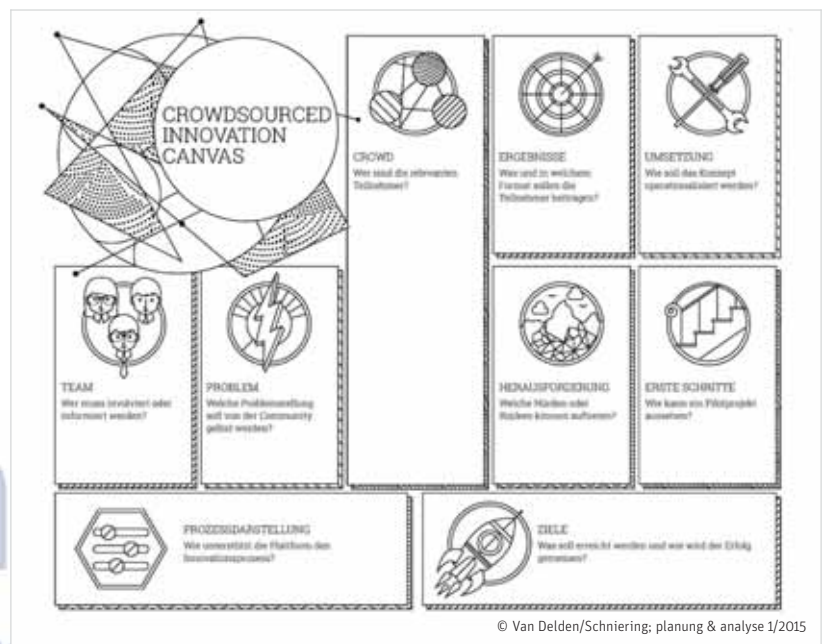 CROWDSOURCED
INNOVATION
CANVAS
CROWD
Wer sind die relevanten
Teilnehmer?
ERGEBNISSE
Was und in welchem
Format sollen die
Teilnehmer beitragen?
UMSETZUNG
Wie soll das Konzept
operationalisiert werden?
TEAM
Wer muss involviert oder
informiert werden?
PROBLEM
Welche Problemstellung
soll von der Community
gelöst werden?
HERAUSFORDERUNG
Welche Hürden oder
Risiken können auftreten?
ERSTE SCHRITTE
Wie kann ein Pilotprojekt
aussehen?
PROZESSDARSTELLUNG
Wie unterstützt die Plattform den
Innovationsprozess?
ZIELE
Was soll erreicht werden und wie wird der Erfolg
gemessen?
© Van Delden/Schniering; planung & analyse 1/2015